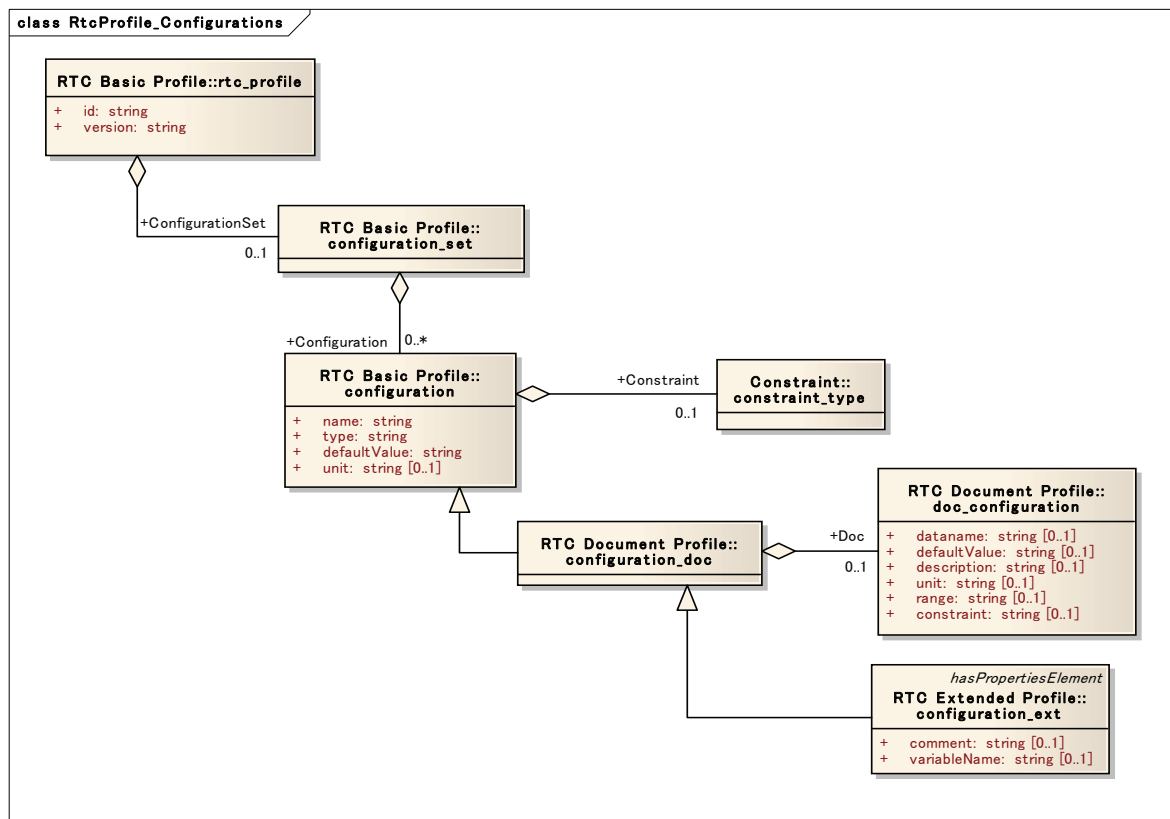 class RtcProfile_Configurations
RTC Basic Profile::rtc_profile
+ id: string
+ version: string
+ConfigurationSet
0..1
RTC Basic Profile::
configuration_set
+Configuration
0..*
RTC Basic Profile::
configuration
+ name: string
+ type: string
+ defaultValue: string
+ unit: string [0..1]
+Constraint
0..1
Constraint::
constraint_type
RTC Document Profile::
configuration_doc
+Doc
0..1
RTC Document Profile::
doc_configuration
+ dataname: string [0..1]
+ defaultValue: string [0..1]
+ description: string [0..1]
+ unit: string [0..1]
+ range: string [0..1]
+ constraint: string [0..1]
hasPropertiesElement
RTC Extended Profile::
configuration_ext
+ comment: string [0..1]
+ variableName: string [0..1]